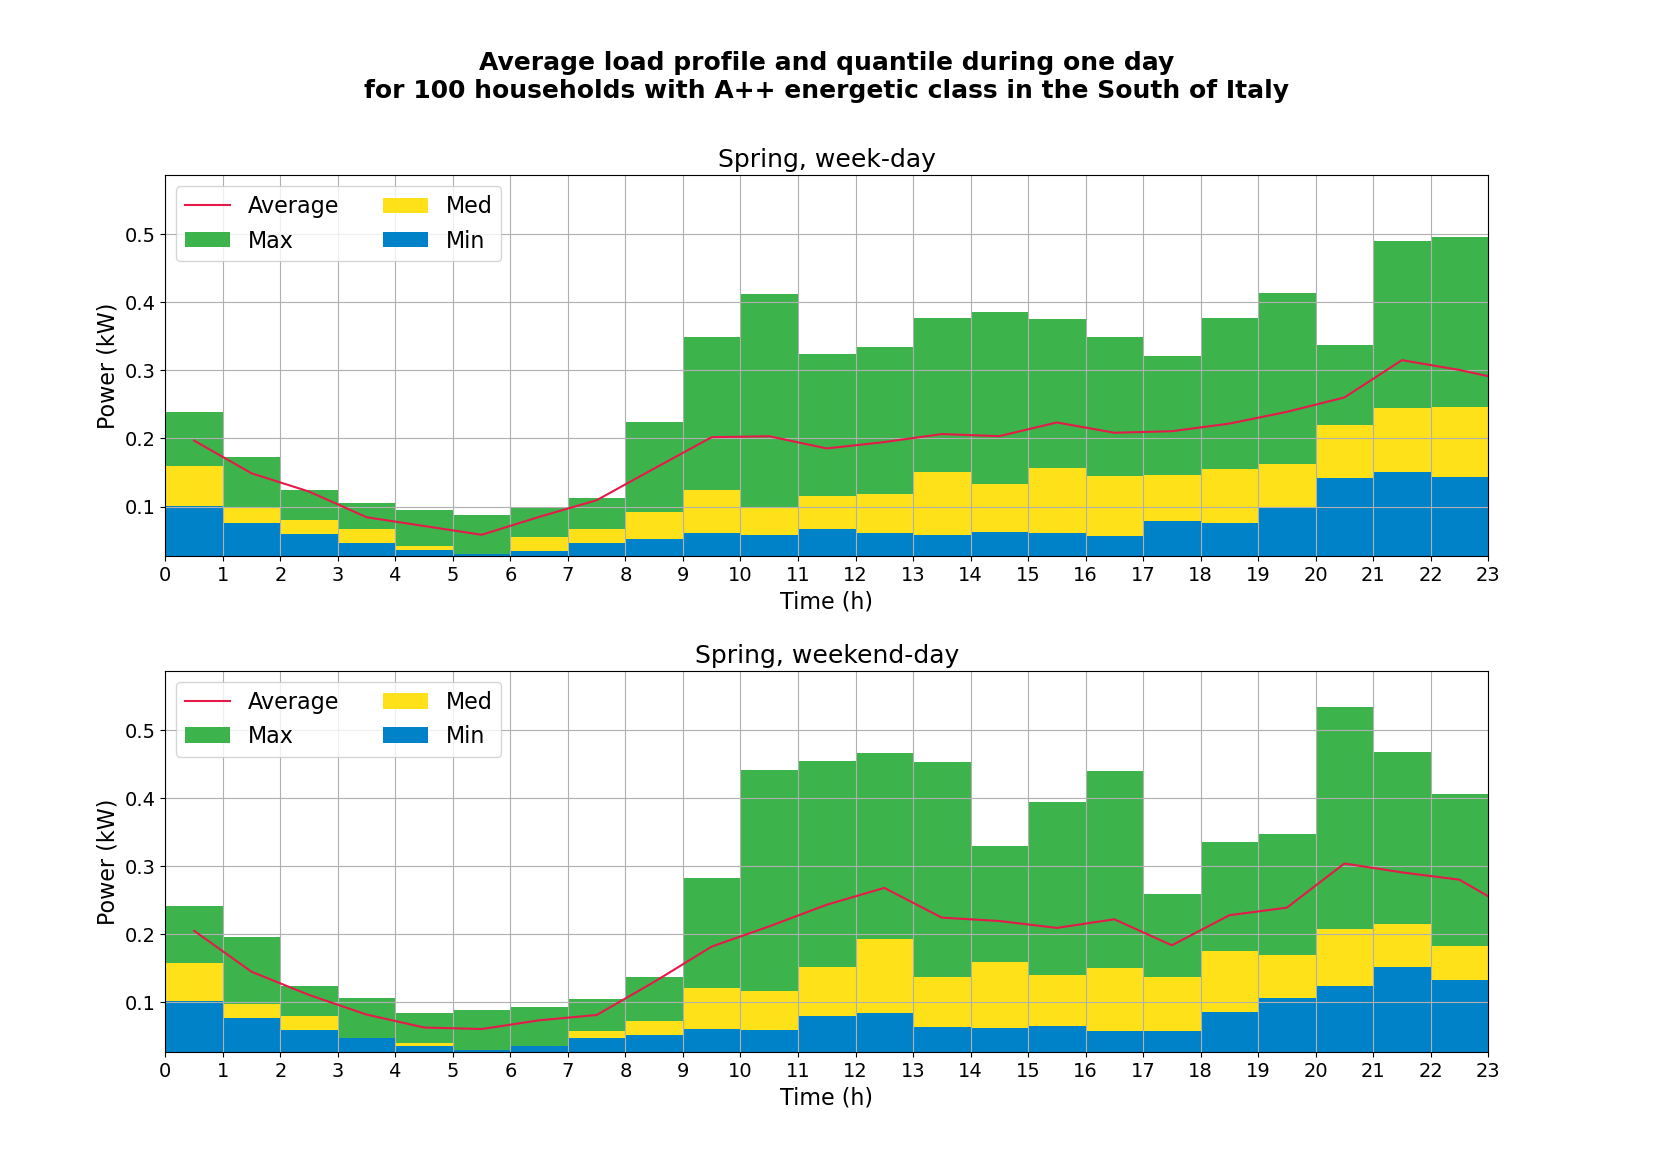 Average load profile and quantile during one day
for 100 households with A++ energetic class in the South of Italy
Spring, week-day
Average
Med
Max
Min
0.5
0.4
0.3
0.2
0.1
Power (kW)
0 1 2 3 4 5 6 7 8 9 10 11 12 13 14 15 16 17 18 19 20 21 22 23
Time (h)
Spring, weekend-day
Average
Med
Max
Min
0.5
0.4
0.3
0.2
0.1
Power (kW)
0 1 2 3 4 5 6 7 8 9 10 11 12 13 14 15 16 17 18 19 20 21 22 23
Time (h)